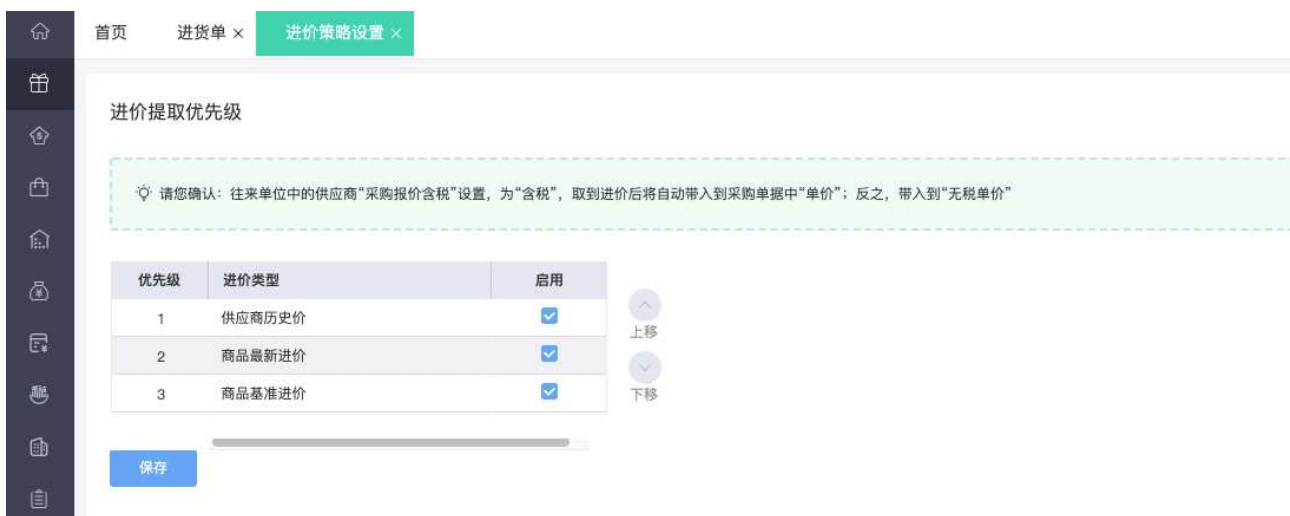 首页 进货单 × 进价策略设置 ×
进价提取优先级
请您确认：往来单位中的供应商“采购报价含税”设置，为“含税”，取到进价后将自动带入到采购单据中“单价”；反之，带入到“无税单价”
优先级 进价类型 启用
1 供应商历史价
上移
2 商品最新进价
3 商品基准进价
下移
保存